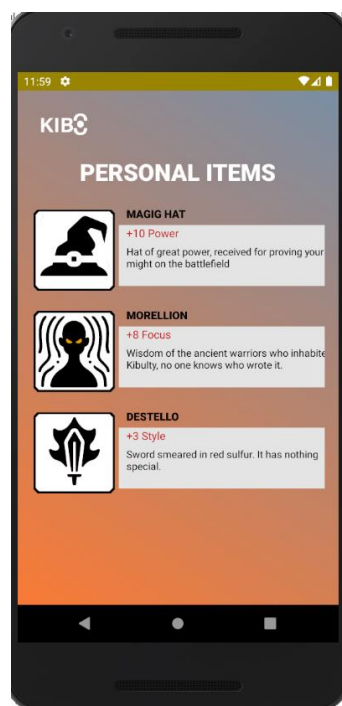 11:59
KIBO
PERSONAL ITEMS
MAGIG HAT
+10 Power
Hat of great power, received for proving your
might on the battlefield
MORELLION
+8 Focus
Wisdom of the ancient warriors who inhabite
Kibulty, no one knows who wrote it.
DESTELLO
+3 Style
Sword smeared in red sulfur. It has nothing
special.